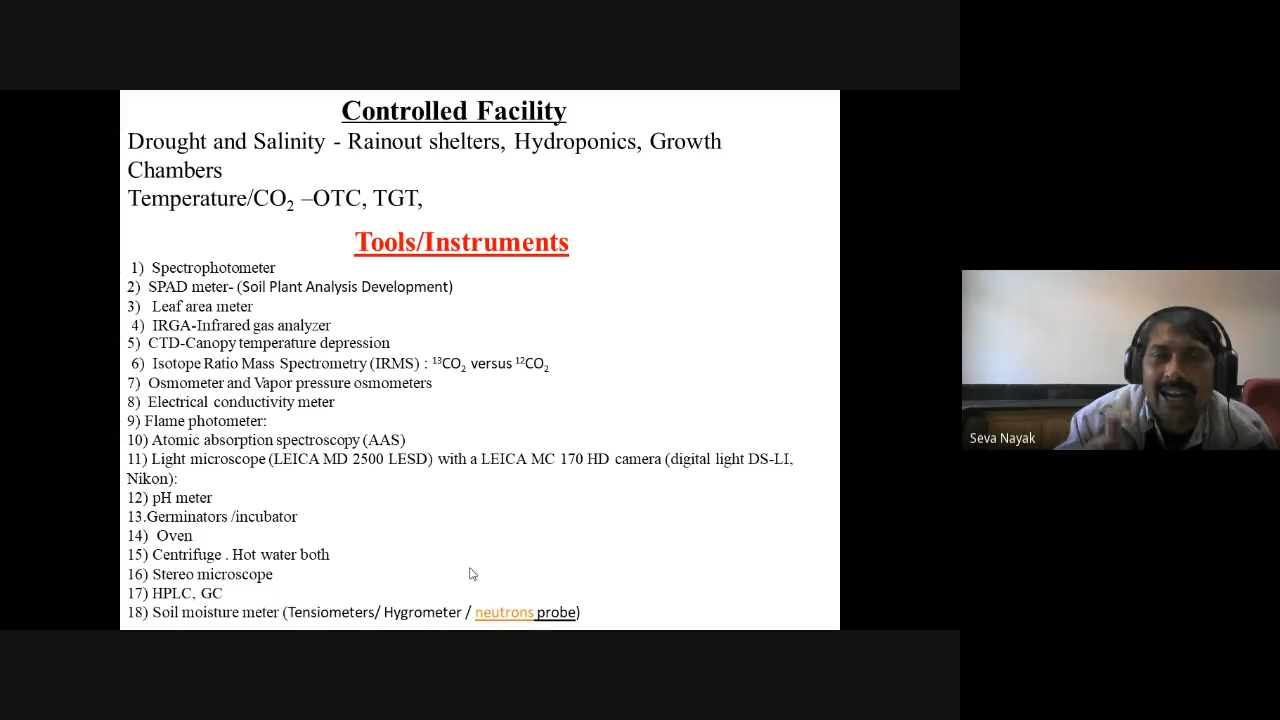 Controlled Facility
Drought and Salinity - Rainout shelters, Hydroponics, Growth
Chambers
Temperature/CO₂ –OTC, TGT,
Tools/Instruments
1) Spectrophotometer
2) SPAD meter- (Soil Plant Analysis Development)
3) Leaf area meter
4) IRGA-Infrared gas analyzer
5) CTD-Canopy temperature depression
6) Isotope Ratio Mass Spectrometry (IRMS) : ¹³CO₂ versus ¹²CO₂
7) Osmometer and Vapor pressure osmometers
8) Electrical conductivity meter
9) Flame photometer:
10) Atomic absorption spectroscopy (AAS)
11) Light microscope (LEICA MD 2500 LESD) with a LEICA MC 170 HD camera (digital light DS-LI,
Nikon):
12) pH meter
13.Germinators /incubator
14) Oven
15) Centrifuge . Hot water both
16) Stereo microscope
17) HPLC, GC
18) Soil moisture meter (Tensiometers/ Hygrometer / neutrons probe)
Seva Nayak